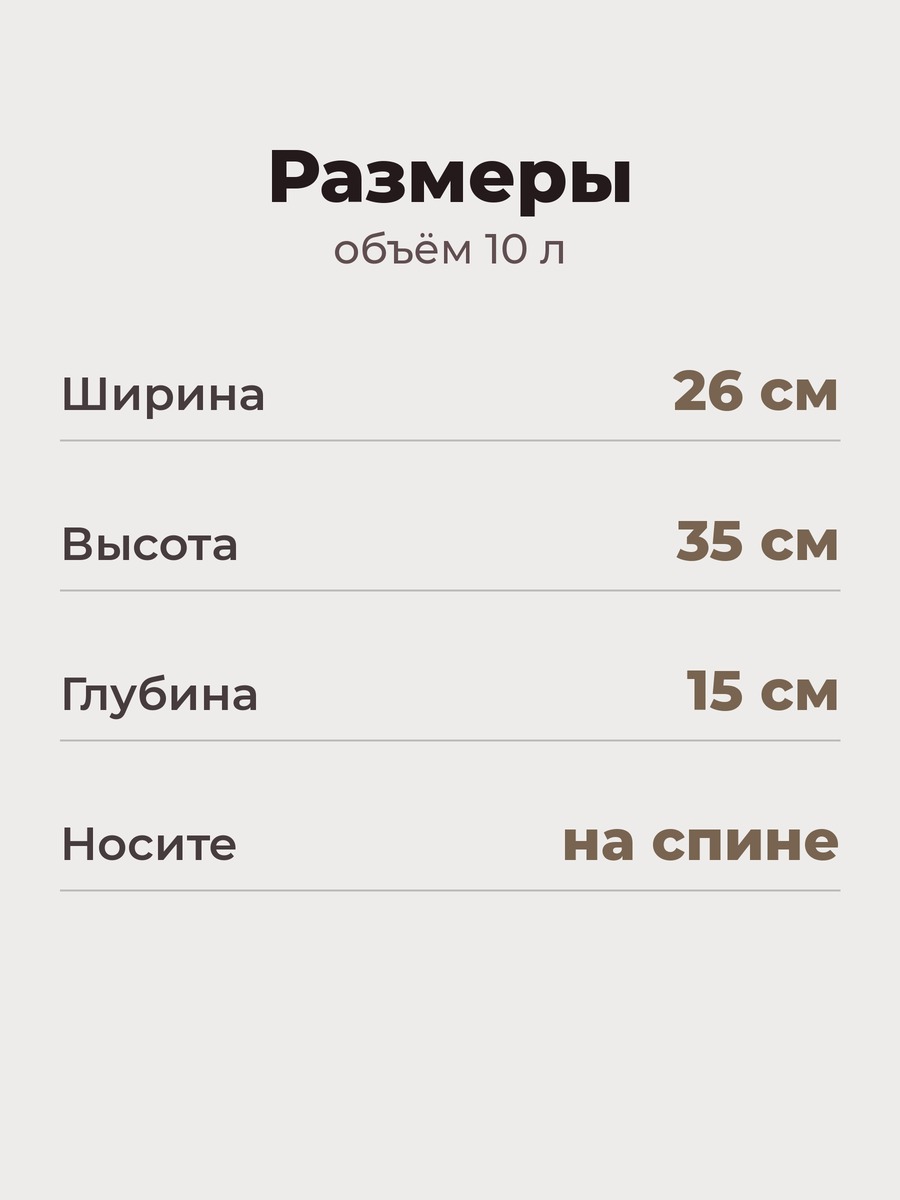 Размеры
объём 10 л
Ширина 26 см
Высота 35 см
Глубина 15 см
Носите на спине